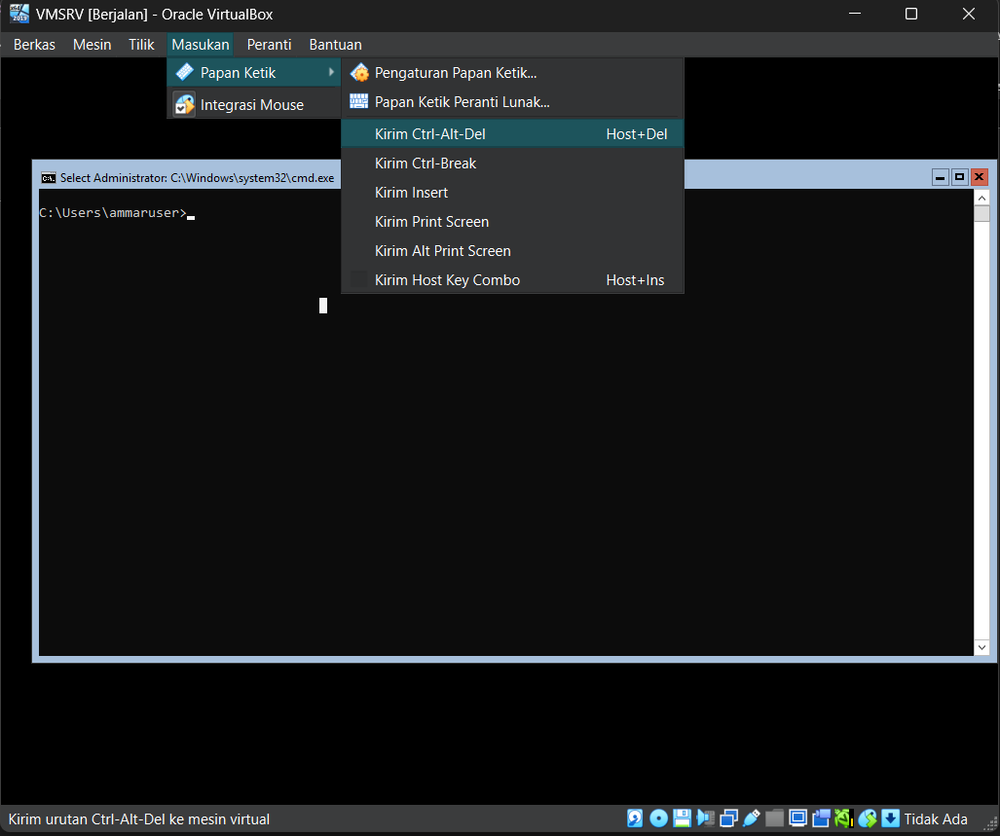 VMSRV [Berjalan] - Oracle VirtualBox
Berkas Mesin Tilik Masukan Peranti Bantuan
Papan Ketik
Integrasi Mouse
Pengaturan Papan Ketik...
Papan Ketik Peranti Lunak...
Kirim Ctrl-Alt-Del Host+Del
Kirim Ctrl-Break
Kirim Insert
Kirim Print Screen
Kirim Alt Print Screen
Kirim Host Key Combo Host+Ins
Select Administrator: C:\Windows\system32\cmd.exe
C:\Users\ammaruser>
Kirim urutan Ctrl-Alt-Del ke mesin virtual
Tidak Ada